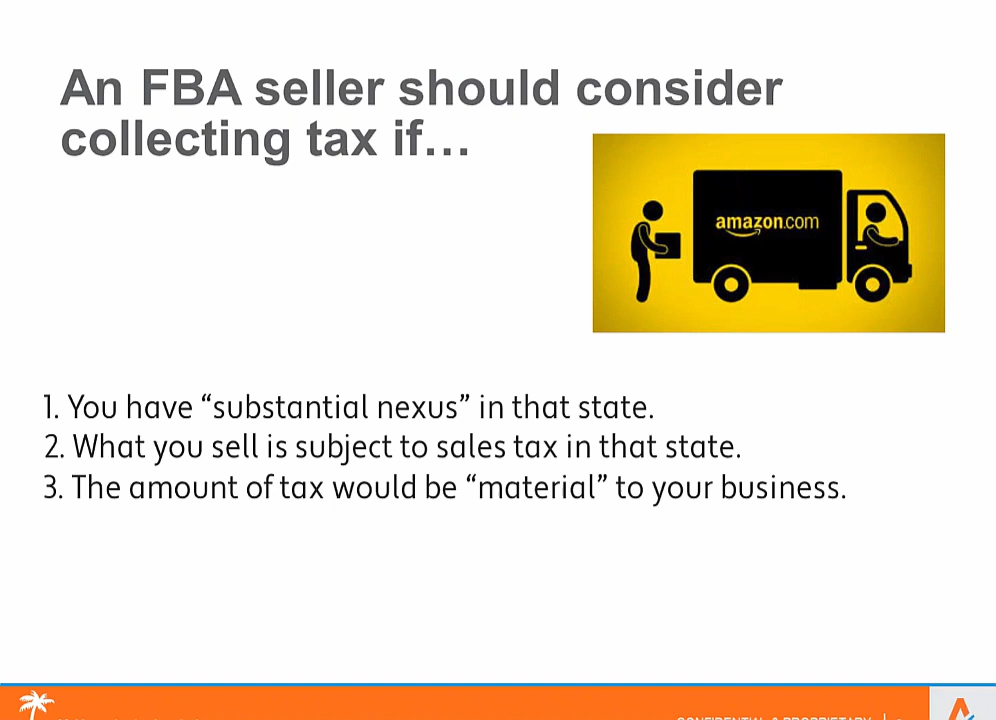 An FBA seller should consider
collecting tax if…
amazon.com
1. You have “substantial nexus” in that state.
2. What you sell is subject to sales tax in that state.
3. The amount of tax would be “material” to your business.
CONFIDENTIAL & PROPRIETARY